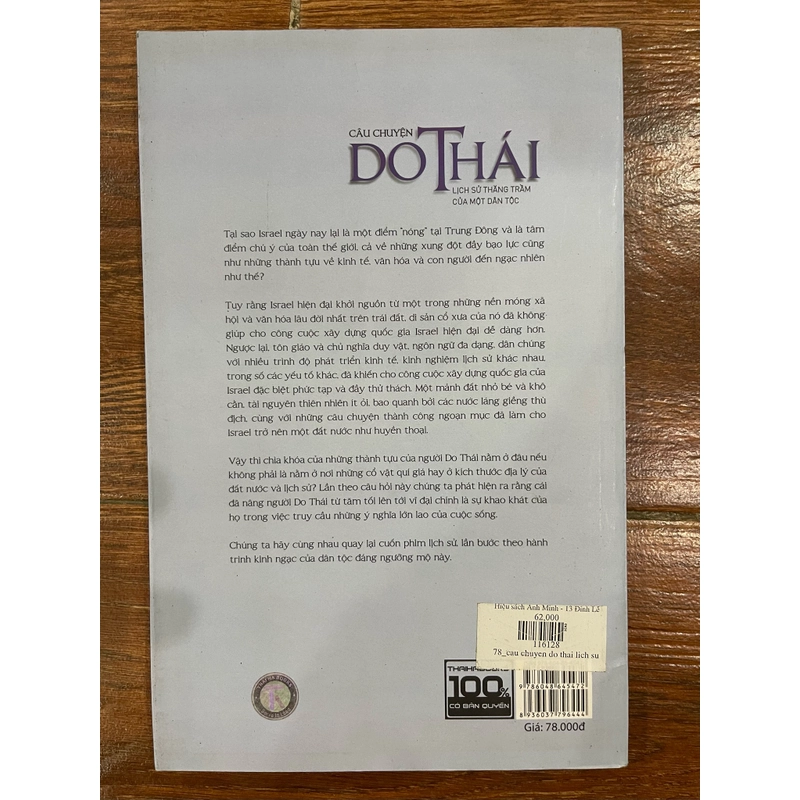 CÂU CHUYỆN
DO THÁI
LỊCH SỬ THĂNG TRẦM
CỦA MỘT DÂN TỘC
Tại sao Israel ngày nay lại là một điểm "nóng" tại Trung Đông và là tâm
điểm chú ý của toàn thế giới, cả về những xung đột đầy bạo lực cũng
như những thành tựu về kinh tế, văn hóa và con người đến ngạc nhiên
như thế?
Tuy rằng Israel hiện đại khởi nguồn từ một trong những nền móng xã
hội và văn hóa lâu đời nhất trên trái đất, di sản cổ xưa của nó đã không
giúp cho công cuộc xây dựng quốc gia Israel hiện đại dễ dàng hơn.
Ngược lại, tôn giáo và chủ nghĩa duy vật, ngôn ngữ đa dạng, dân chúng
với nhiều trình độ phát triển kinh tế, kinh nghiệm lịch sử khác nhau,
trong số các yếu tố khác, đã khiến cho công cuộc xây dựng quốc gia của
Israel đặc biệt phức tạp và đầy thử thách. Một mảnh đất nhỏ bé và khô
cằn, tài nguyên thiên nhiên ít ỏi, bao quanh bởi các nước láng giềng thù
địch, cùng với những câu chuyện thành công ngoạn mục đã làm cho
Israel trở nên một đất nước như huyền thoại.
Vậy thì chìa khóa của những thành tựu của người Do Thái nằm ở đâu nếu
không phải là nằm ở nơi những cổ vật quí giá hay ở kích thước địa lý của
đất nước và lịch sử? Lần theo câu hỏi này chúng ta phát hiện ra rằng cái
đã nâng người Do Thái từ tăm tối lên tới vĩ đại chính là sự khao khát của
họ trong việc truy cầu những ý nghĩa lớn lao của cuộc sống.
Chúng ta hãy cùng nhau quay lại cuốn phim lịch sử, lần bước theo hành
trình kinh ngạc của dân tộc đáng ngưỡng mộ này.
Hiệu sách Anh Minh - 13 Đinh Lễ
62,000
116128
78_cau chuyen do thai lich su
THAIHABOOKS
100%
CÓ BẢN QUYỀN
9 786048 645472
8 936037 796444
Giá: 78.000đ